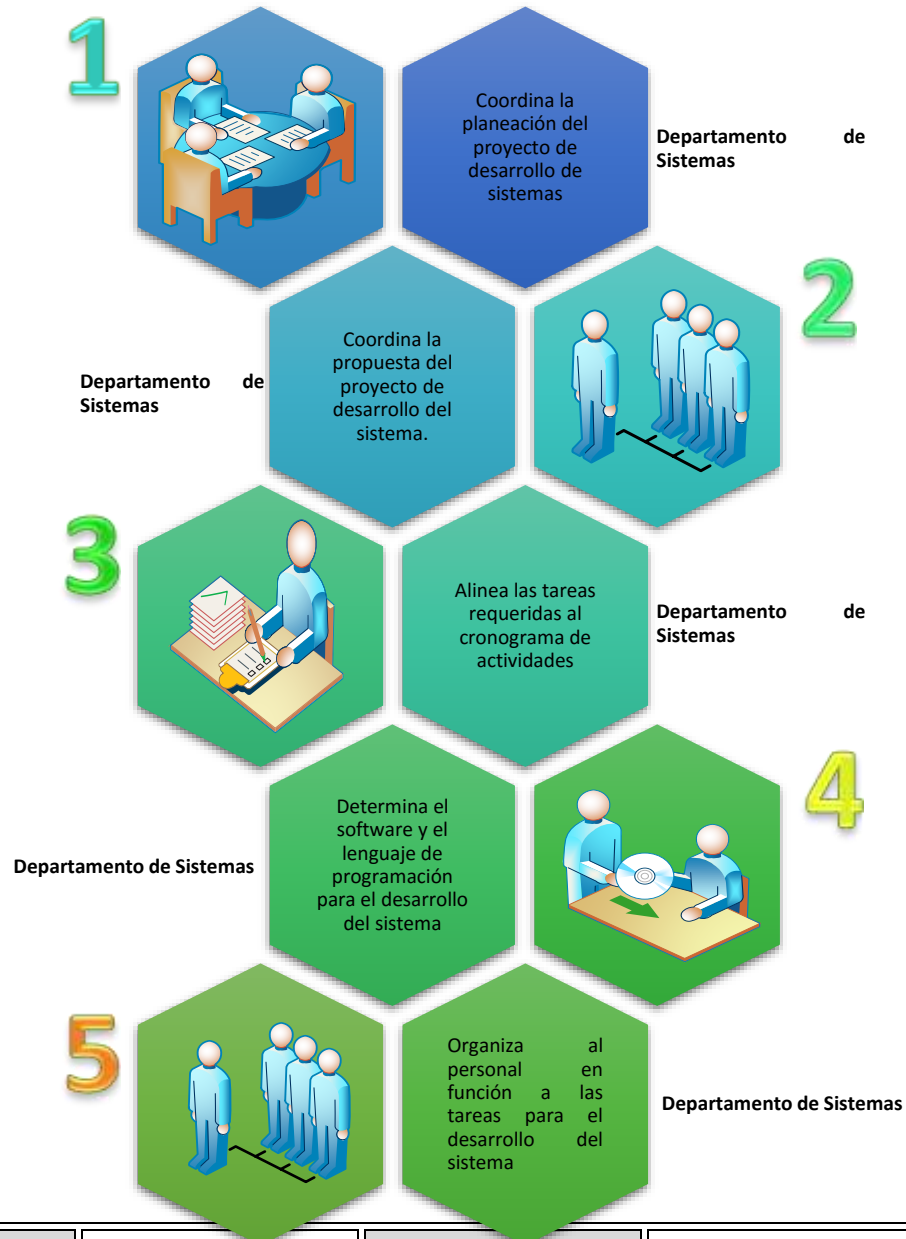 1
Coordina la
planeación del
proyecto de
desarrollo de
sistemas
Departamento de
Sistemas
2
Coordina la
propuesta del
proyecto de
desarrollo del
sistema.
Departamento de
Sistemas
3
Alinea las tareas
requeridas al
cronograma de
actividades
Departamento de
Sistemas
4
Determina el
software y el
lenguaje de
programación
para el desarrollo
del sistema
Departamento de Sistemas
5
Organiza al
personal en
función a las
tareas para el
desarrollo del
sistema
Departamento de Sistemas